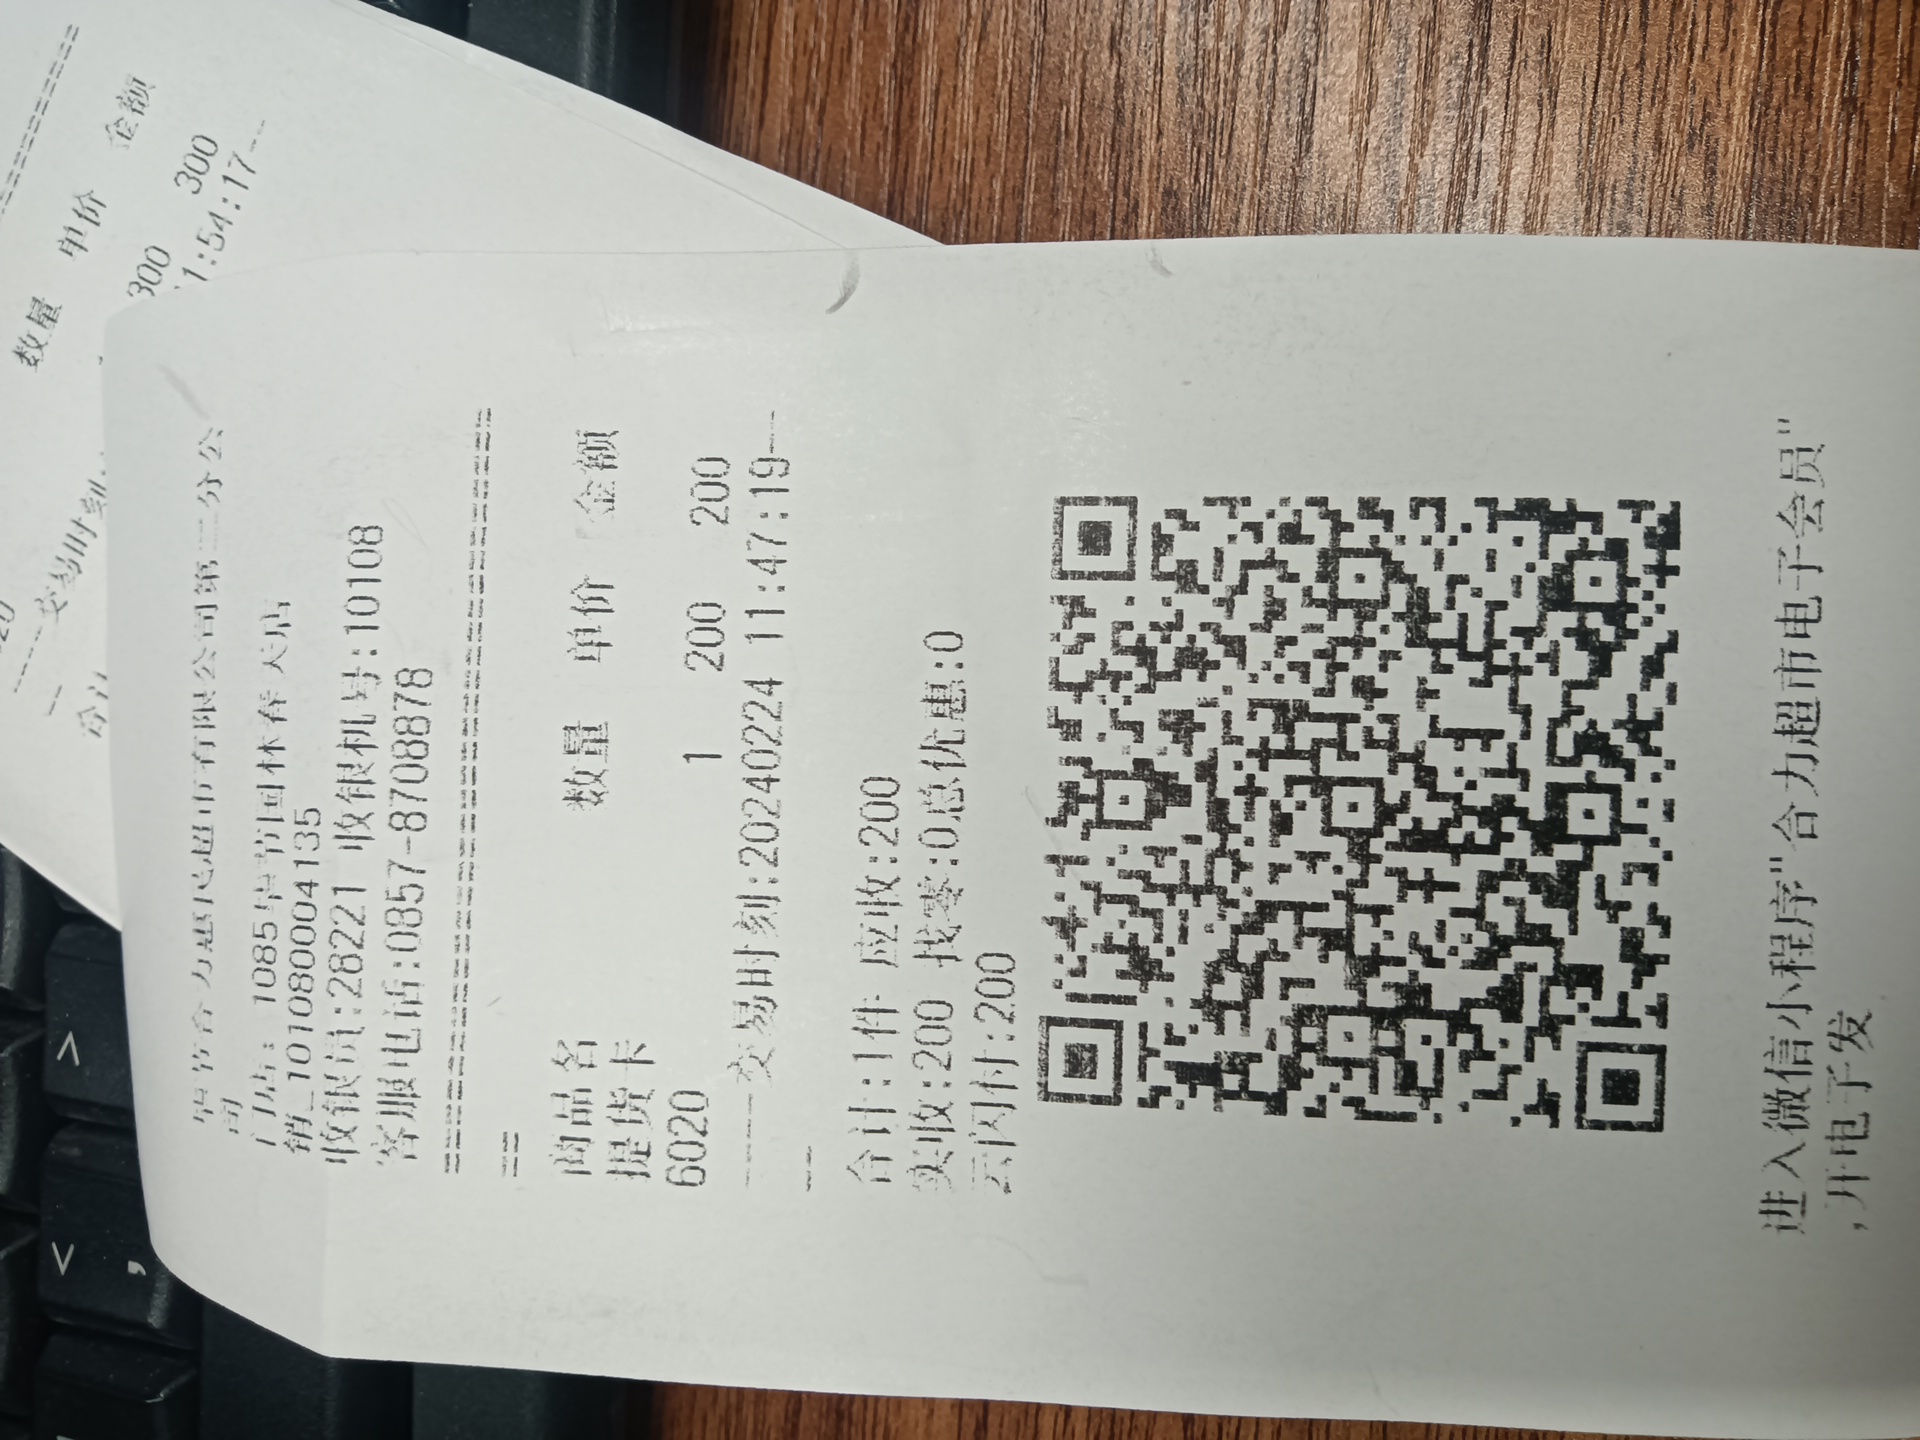 毕节合力惠民超市有限公司第二分公
司
门店: 1085毕节国林春天店
销_101080004135
收银员:28221 收银机号:10108
客服电话:0857-8708878
==============================
==
商品名 数量 单价 金额
提货卡
6020 1 200 200
----交易时刻:20240224 11:47:19--
--
合计:1件 应收:200
实收:200 找零:0总优惠:0
云闪付:200
进入微信小程序"合力超市电子会员"
,开电子发
数量 单价 金额
300 300
----交易时刻
1:54:17--
--
合计
< ,
>